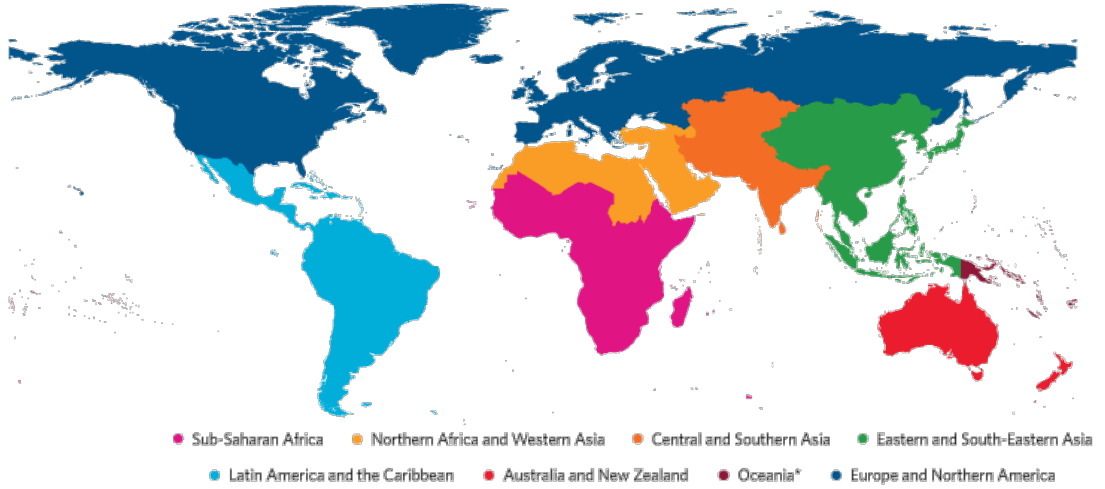 Sub-Saharan Africa Northern Africa and Western Asia Central and Southern Asia Eastern and South-Eastern Asia
Latin America and the Caribbean Australia and New Zealand Oceania* Europe and Northern America